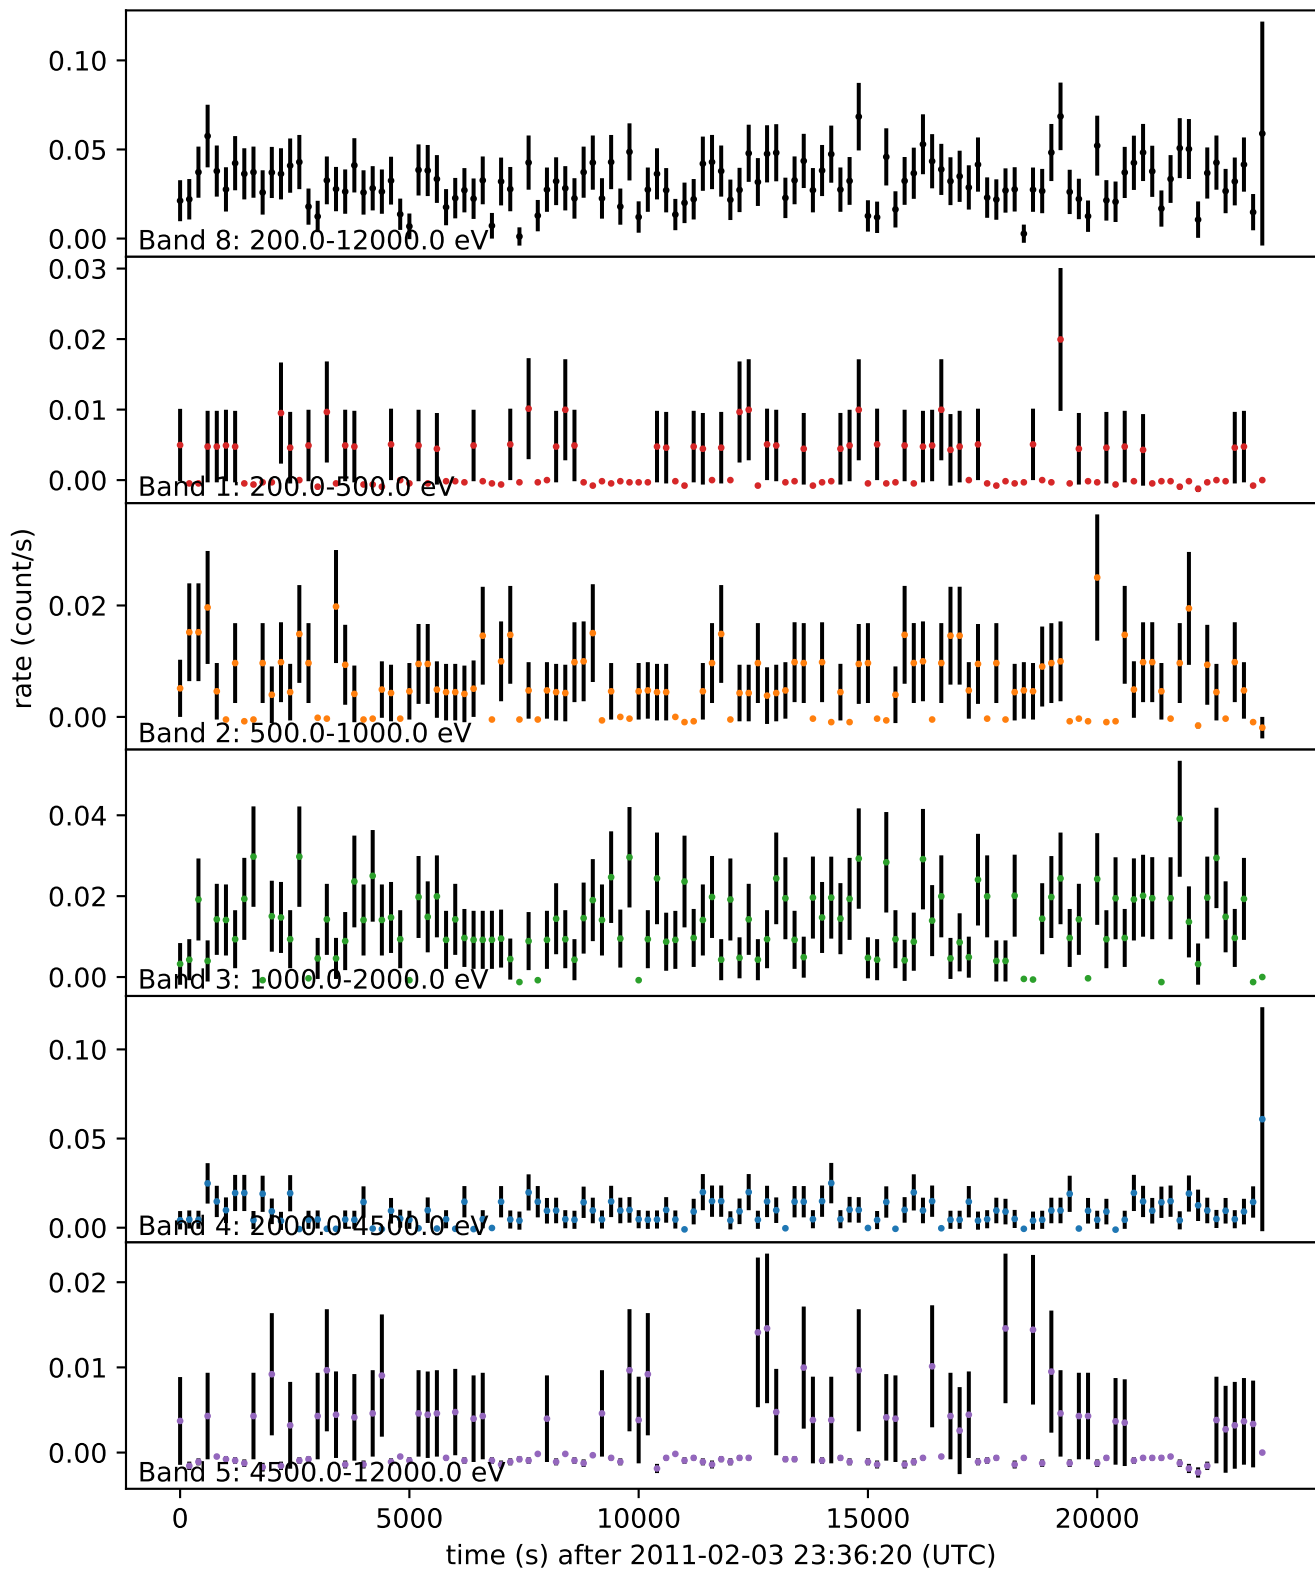 0.10
0.05
0.00
Band 8: 200.0-12000.0 eV
0.03
0.02
0.01
0.00
Band 1: 200.0-500.0 eV
rate (count/s)
0.02
0.00
Band 2: 500.0-1000.0 eV
0.04
0.02
0.00
Band 3: 1000.0-2000.0 eV
0.10
0.05
0.00
Band 4: 2000.0-4500.0 eV
0.02
0.01
0.00
Band 5: 4500.0-12000.0 eV
0 5000 10000 15000 20000
time (s) after 2011-02-03 23:36:20 (UTC)